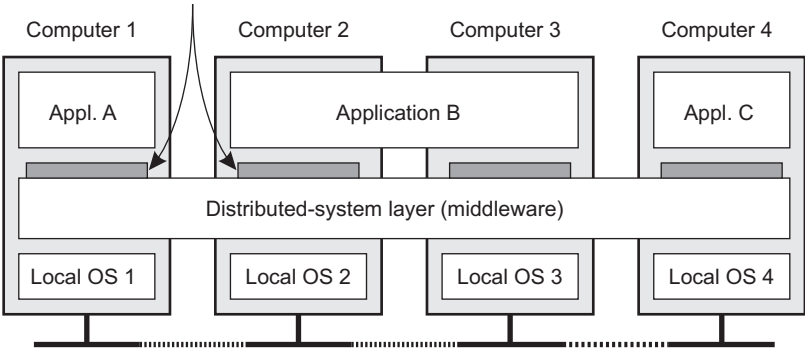 Computer 1
Computer 2
Computer 3
Computer 4
Appl. A
Application B
Appl. C
Distributed-system layer (middleware)
Local OS 1
Local OS 2
Local OS 3
Local OS 4